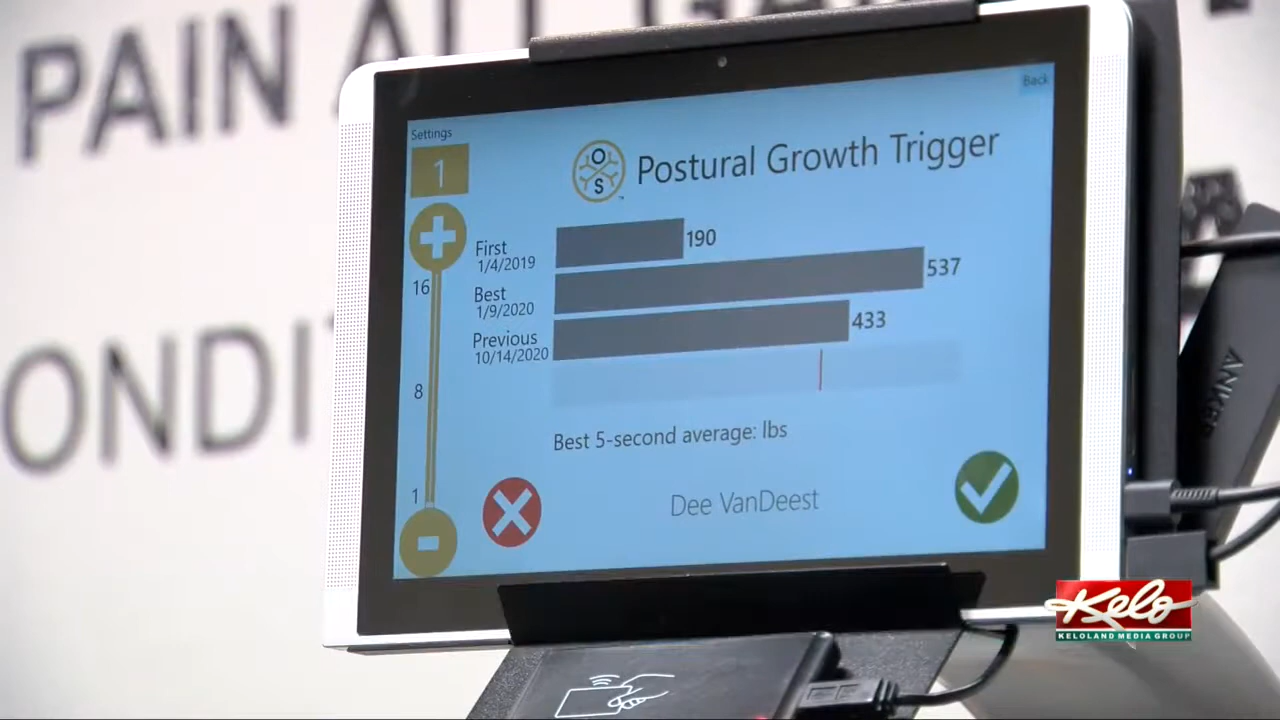 PAIN
ONDI
Back
Settings
1
O
S
Postural Growth Trigger
First
1/4/2019
190
16
Best
1/9/2020
537
Previous
10/14/2020
433
8
Best 5-second average: lbs
1
Dee VanDeest
ANKER
Kelo
KELOLAND MEDIA GROUP